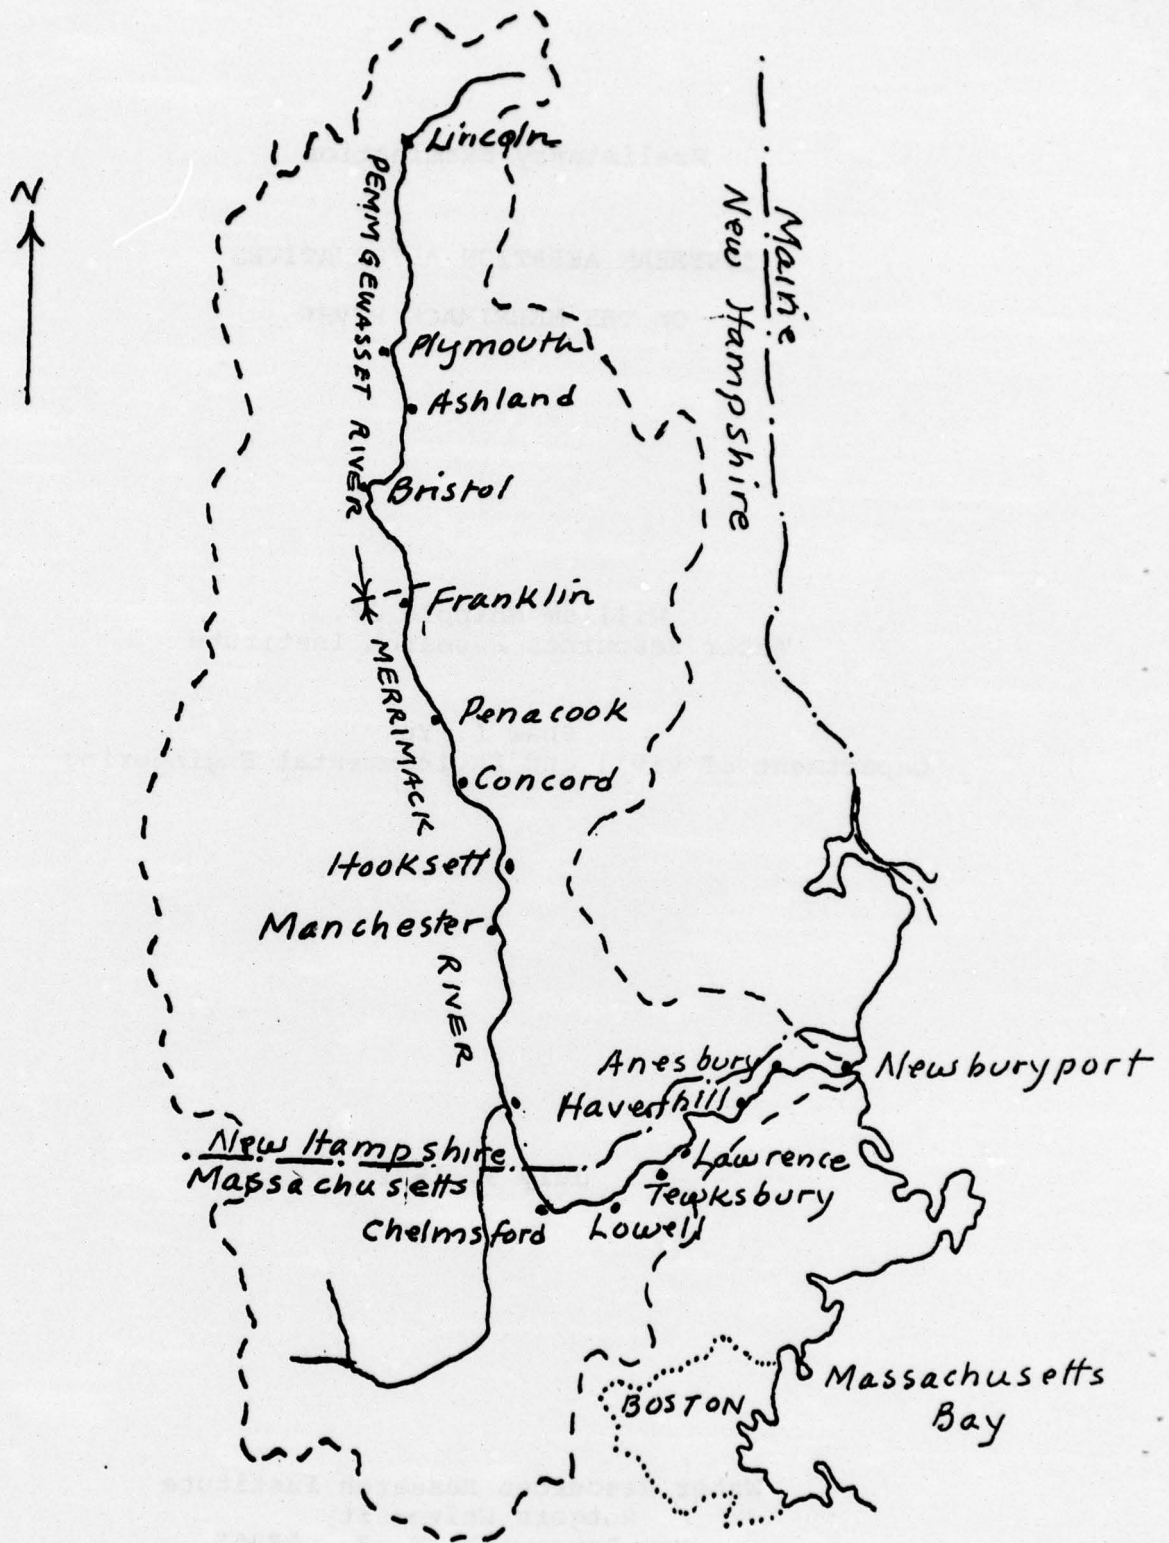 N
Lincoln
PEMMGEWASSET RIVER
Maine
New Hampshire
Plymouth
Ashland
Bristol
Franklin
MERRIMACK
RIVER
Penacook
Concord
Hooksett
Manchester
Anesbury
Newburyport
Haverhill
New Hampshire
Massachusetts
Lawrence
Tewksbury
Chelmsford
Lowell
BOSTON
Massachusetts
Bay